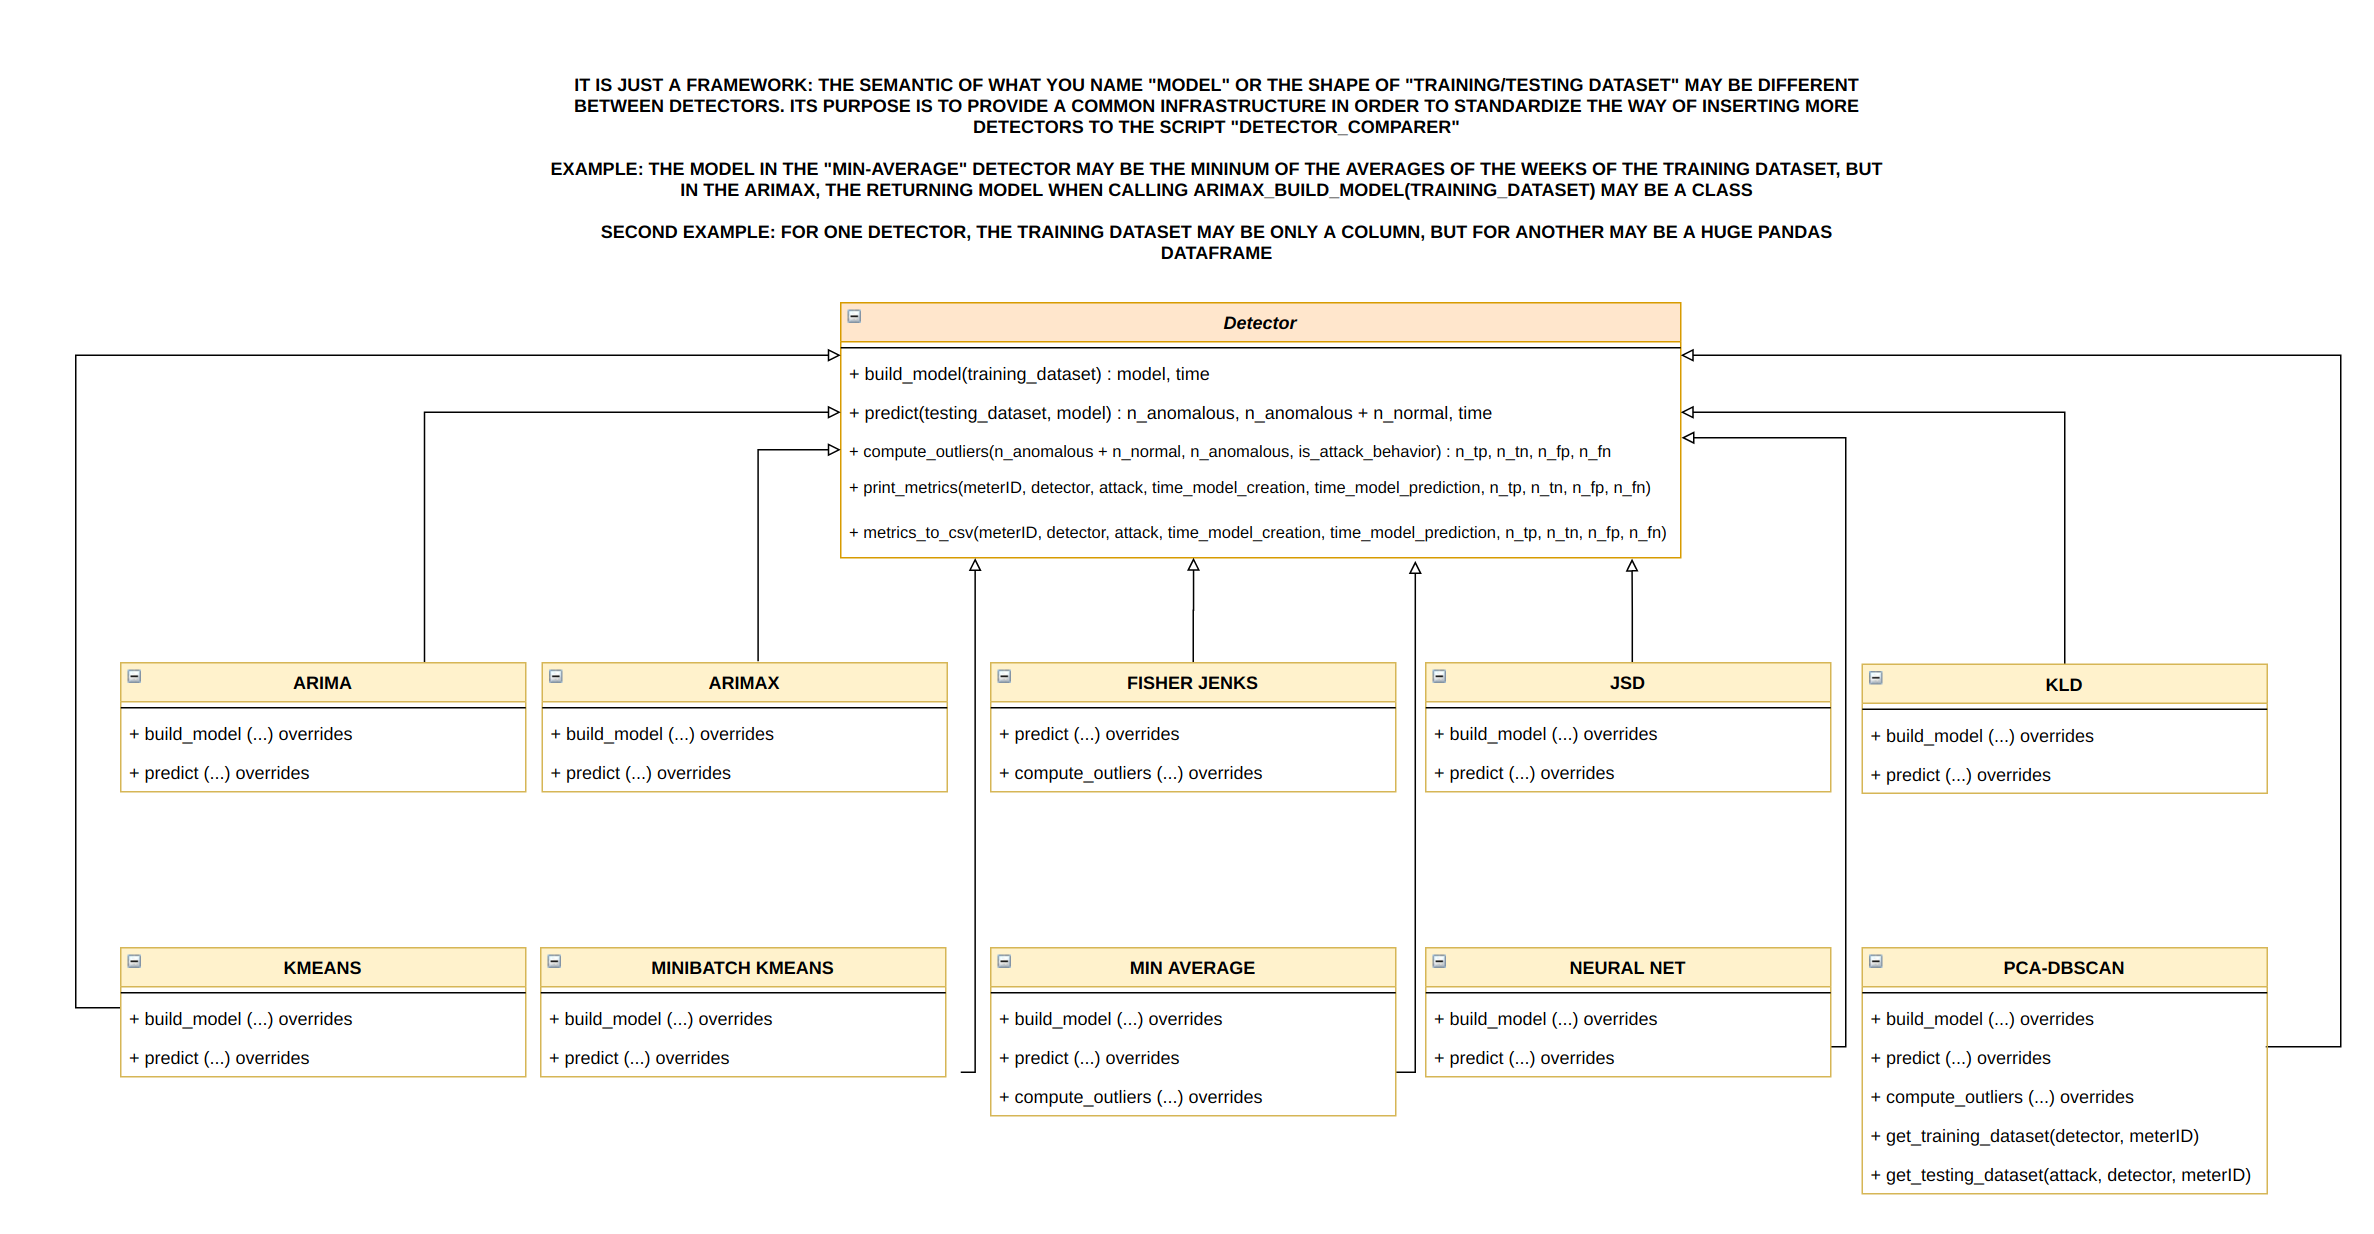 IT IS JUST A FRAMEWORK: THE SEMANTIC OF WHAT YOU NAME "MODEL" OR THE SHAPE OF "TRAINING/TESTING DATASET" MAY BE DIFFERENT
BETWEEN DETECTORS. ITS PURPOSE IS TO PROVIDE A COMMON INFRASTRUCTURE IN ORDER TO STANDARDIZE THE WAY OF INSERTING MORE
DETECTORS TO THE SCRIPT "DETECTOR_COMPARER"
EXAMPLE: THE MODEL IN THE "MIN-AVERAGE" DETECTOR MAY BE THE MININUM OF THE AVERAGES OF THE WEEKS OF THE TRAINING DATASET, BUT
IN THE ARIMAX, THE RETURNING MODEL WHEN CALLING ARIMAX_BUILD_MODEL(TRAINING_DATASET) MAY BE A CLASS
SECOND EXAMPLE: FOR ONE DETECTOR, THE TRAINING DATASET MAY BE ONLY A COLUMN, BUT FOR ANOTHER MAY BE A HUGE PANDAS
DATAFRAME
Detector
+ build_model(training_dataset) : model, time
+ predict(testing_dataset, model) : n_anomalous, n_anomalous + n_normal, time
+ compute_outliers(n_anomalous + n_normal, n_anomalous, is_attack_behavior) : n_tp, n_tn, n_fp, n_fn
+ print_metrics(meterID, detector, attack, time_model_creation, time_model_prediction, n_tp, n_tn, n_fp, n_fn)
+ metrics_to_csv(meterID, detector, attack, time_model_creation, time_model_prediction, n_tp, n_tn, n_fp, n_fn)
ARIMA
+ build_model (...) overrides
+ predict (...) overrides
ARIMAX
+ build_model (...) overrides
+ predict (...) overrides
FISHER JENKS
+ predict (...) overrides
+ compute_outliers (...) overrides
JSD
+ build_model (...) overrides
+ predict (...) overrides
KLD
+ build_model (...) overrides
+ predict (...) overrides
KMEANS
+ build_model (...) overrides
+ predict (...) overrides
MINIBATCH KMEANS
+ build_model (...) overrides
+ predict (...) overrides
MIN AVERAGE
+ build_model (...) overrides
+ predict (...) overrides
+ compute_outliers (...) overrides
NEURAL NET
+ build_model (...) overrides
+ predict (...) overrides
PCA-DBSCAN
+ build_model (...) overrides
+ predict (...) overrides
+ compute_outliers (...) overrides
+ get_training_dataset(detector, meterID)
+ get_testing_dataset(attack, detector, meterID)